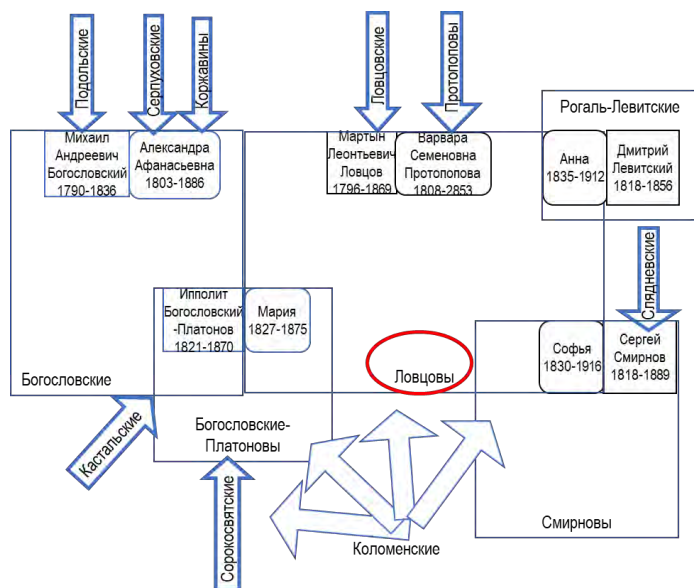 Подольские
Серпуховские
Коржавины
Ловцовские
Протопоповы
Рогаль-Левитские
Михаил
Андреевич
Богословский
1790-1836
Александра
Афанасьевна
1803-1886
Мартын
Леонтьевич
Ловцов
1796-1869
Варвара
Семеновна
Протопопова
1808-2853
Анна
1835-1912
Дмитрий
Левитский
1818-1856
Слядневские
Ипполит
Богословский
-Платонов
1821-1870
Мария
1827-1875
Софья
1830-1916
Сергей
Смирнов
1818-1889
Богословские
Ловцовы
Кастальские
Богословские-
Платоновы
Сорокосвятские
Коломенские
Смирновы